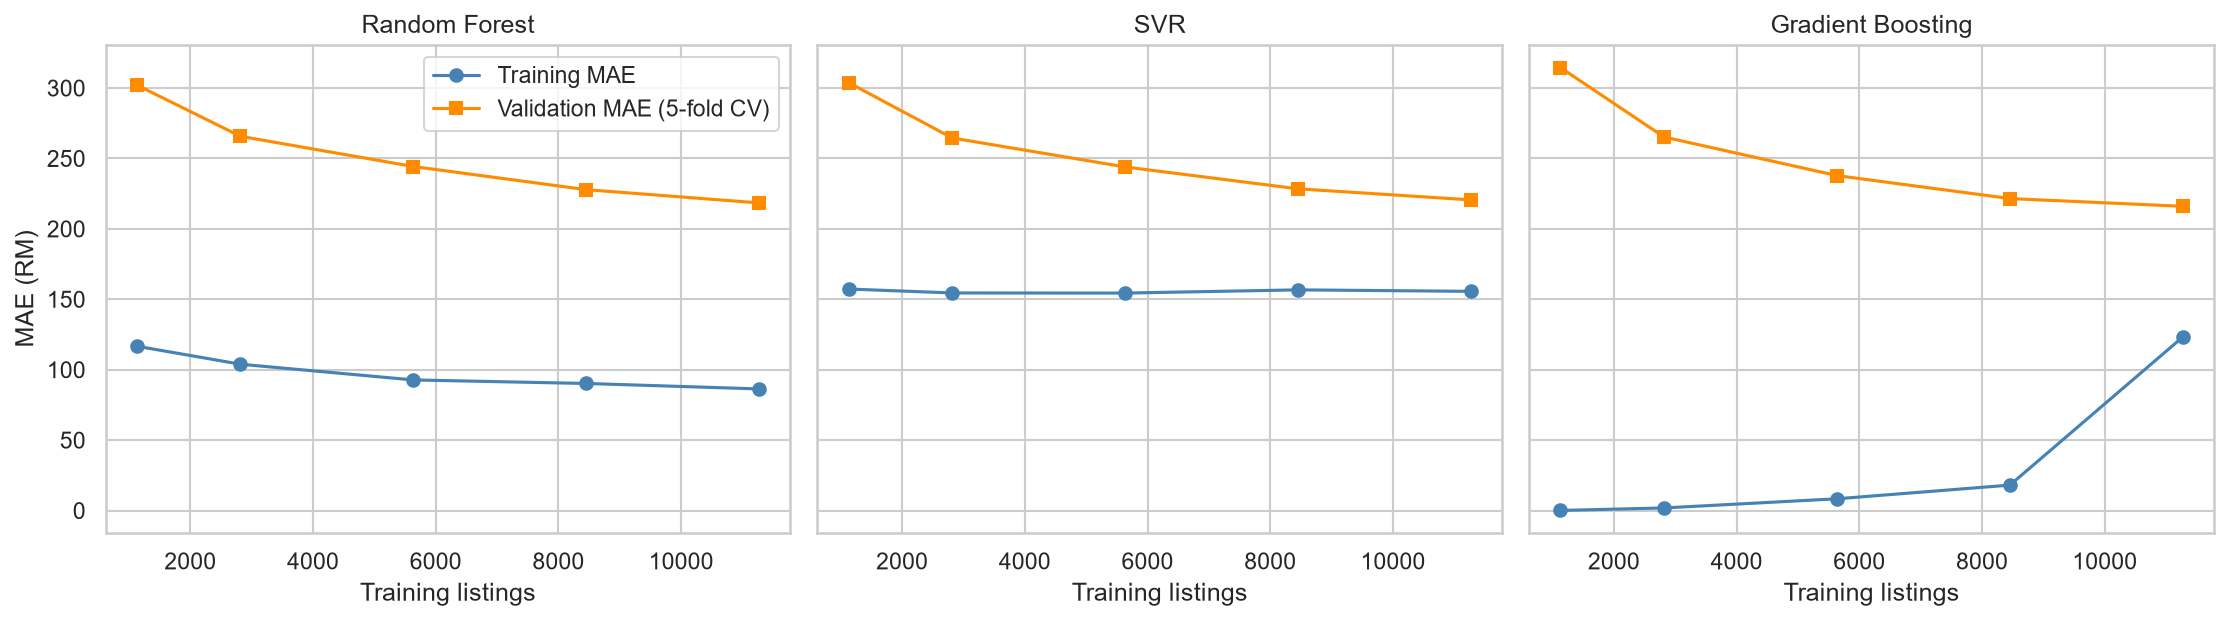 Random Forest
SVR
Gradient Boosting
Training MAE
Validation MAE (5-fold CV)
MAE (RM)
300
250
200
150
100
50
0
2000 4000 6000 8000 10000
2000 4000 6000 8000 10000
2000 4000 6000 8000 10000
Training listings
Training listings
Training listings